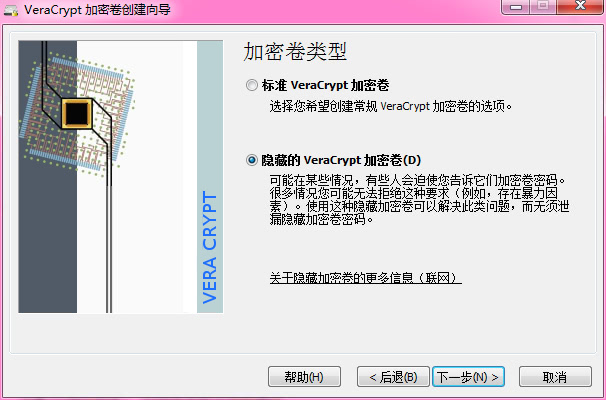 VeraCrypt 加密卷创建向导
加密卷类型
标准 VeraCrypt 加密卷
选择您希望创建常规 VeraCrypt 加密卷的选项。
隐藏的 VeraCrypt 加密卷(D)
可能在某些情况，有些人会迫使您告诉它们加密卷密码。
很多情况您可能无法拒绝这种要求（例如，存在暴力因
素）。使用这种隐藏加密卷可以解决此类问题，而无须泄
漏隐藏加密卷密码。
关于隐藏加密卷的更多信息（联网）
VERA CRYPT
帮助(H)
< 后退(B)
下一步(N) >
取消